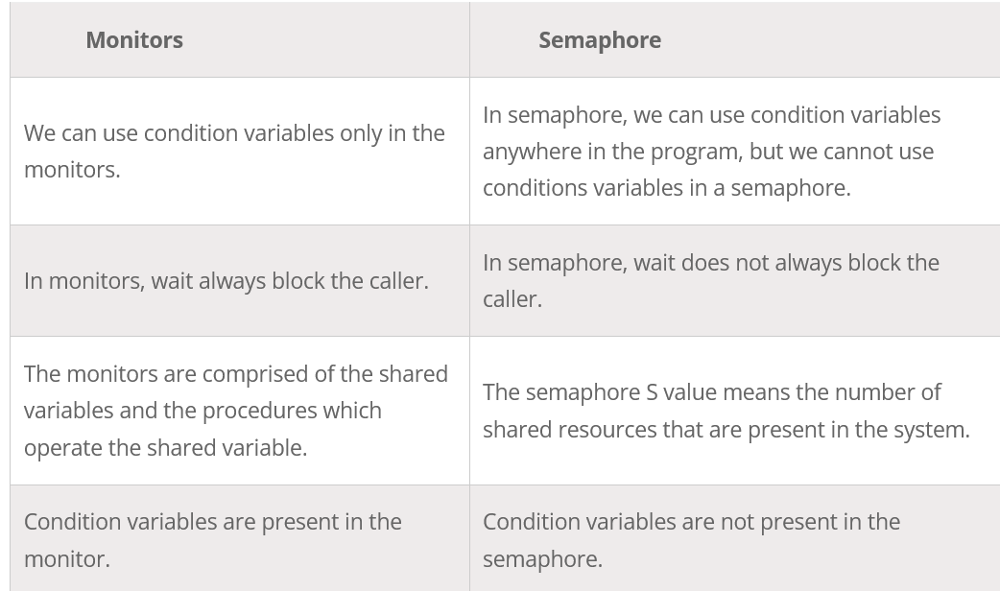 Monitors
Semaphore
We can use condition variables only in the
monitors.
In semaphore, we can use condition variables
anywhere in the program, but we cannot use
conditions variables in a semaphore.
In monitors, wait always block the caller.
In semaphore, wait does not always block the
caller.
The monitors are comprised of the shared
variables and the procedures which
operate the shared variable.
The semaphore S value means the number of
shared resources that are present in the system.
Condition variables are present in the
monitor.
Condition variables are not present in the
semaphore.